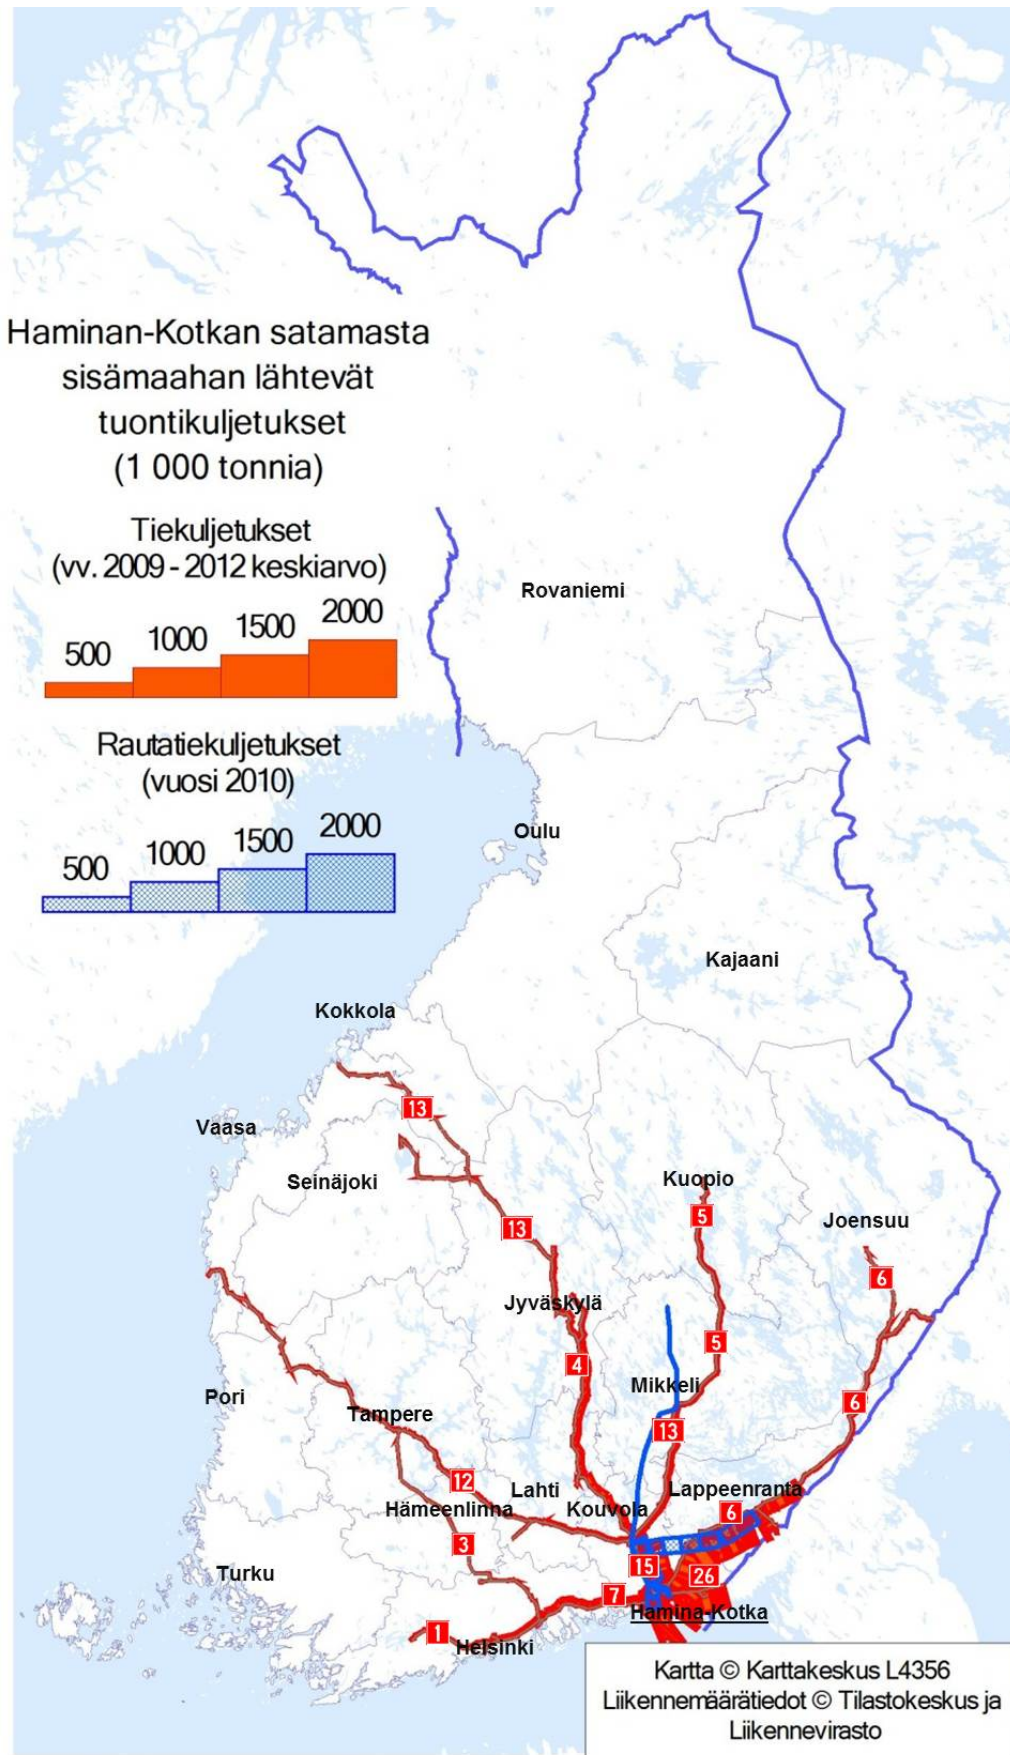 Haminan-Kotkan satamasta
sisämaahan lähtevät
tuontikuljetukset
(1 000 tonnia)
Tiekuljetukset
(vv. 2009 - 2012 keskiarvo)
500
1000
1500
2000
Rautatiekuljetukset
(vuosi 2010)
500
1000
1500
2000
Rovaniemi
Oulu
Kajaani
Kokkola
13
Vaasa
Seinäjoki
Kuopio
5
Joensuu
13
6
Jyväskylä
5
4
Mikkeli
Pori
6
Tampere
13
12
Lahti
Lappeenranta
Hämeenlinna
Kouvola
6
3
15
Turku
26
7
Hamina-Kotka
1
Helsinki
Kartta © Karttakeskus L4356
Liikennemäärätiedot © Tilastokeskus ja
Liikennevirasto